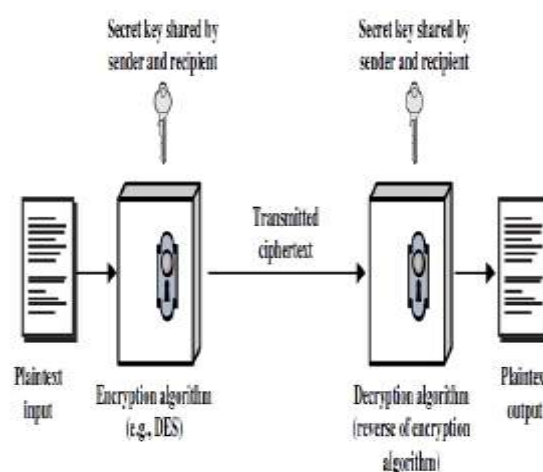 Secret key shared by
sender and recipient
Secret key shared by
sender and recipient
Transmitted
ciphertext
Plaintext
input
Encryption algorithm
(e.g., DES)
Decryption algorithm
(reverse of encryption
algorithm)
Plaintext
output